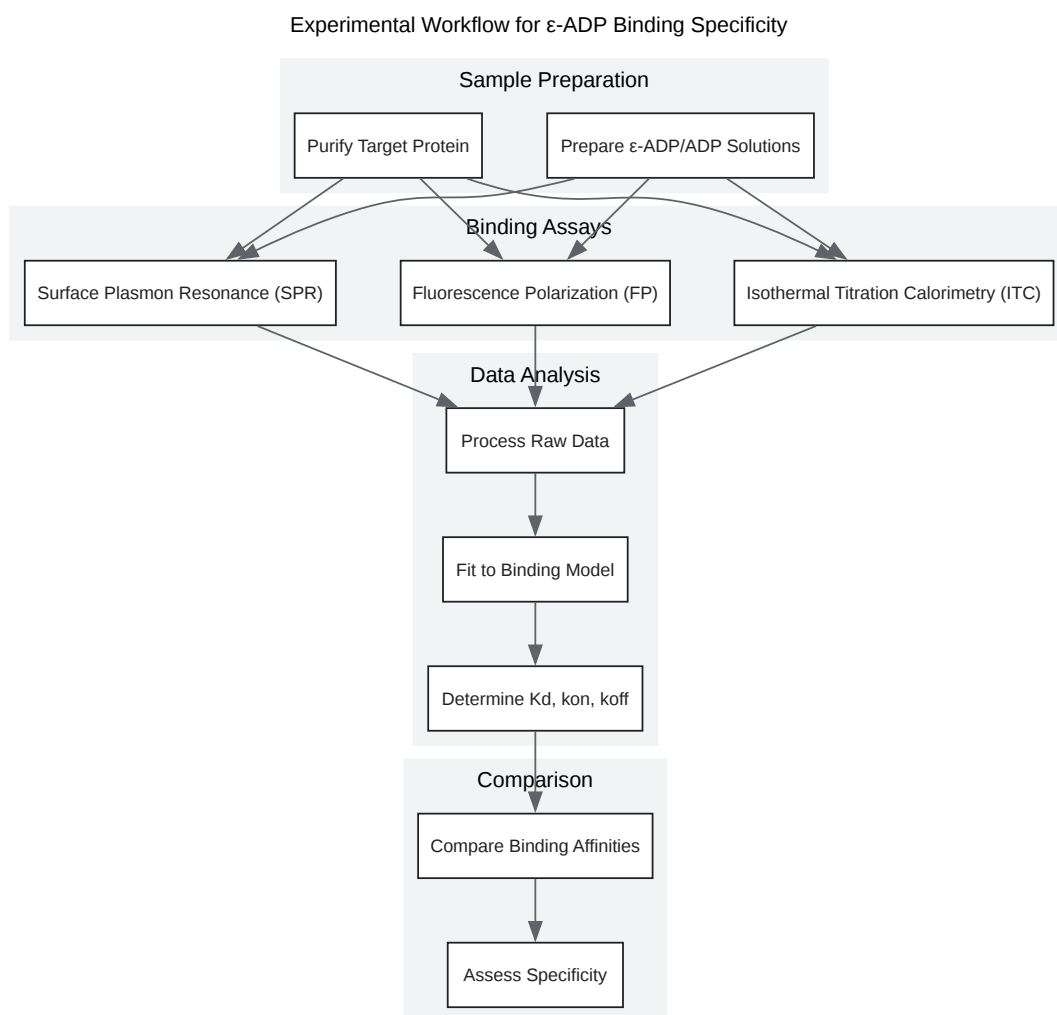 Experimental Workflow for ε-ADP Binding Specificity
Sample Preparation
Purify Target Protein
Prepare ε-ADP/ADP Solutions
Binding Assays
Surface Plasmon Resonance (SPR)
Fluorescence Polarization (FP)
Isothermal Titration Calorimetry (ITC)
Data Analysis
Process Raw Data
Fit to Binding Model
Determine Kd, kon, koff
Comparison
Compare Binding Affinities
Assess Specificity